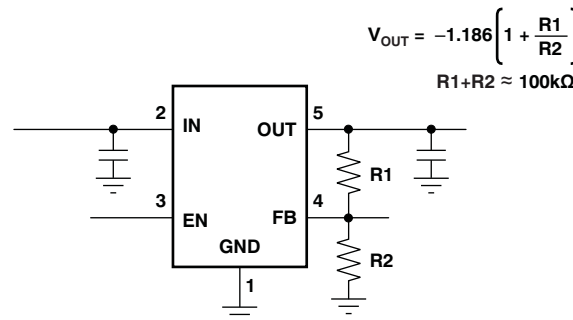 V_OUT = −1.186[1 + R1/R2]
R1+R2 ≈ 100kΩ
2
IN
OUT
5
R1
3
EN
FB
4
GND
R2
1